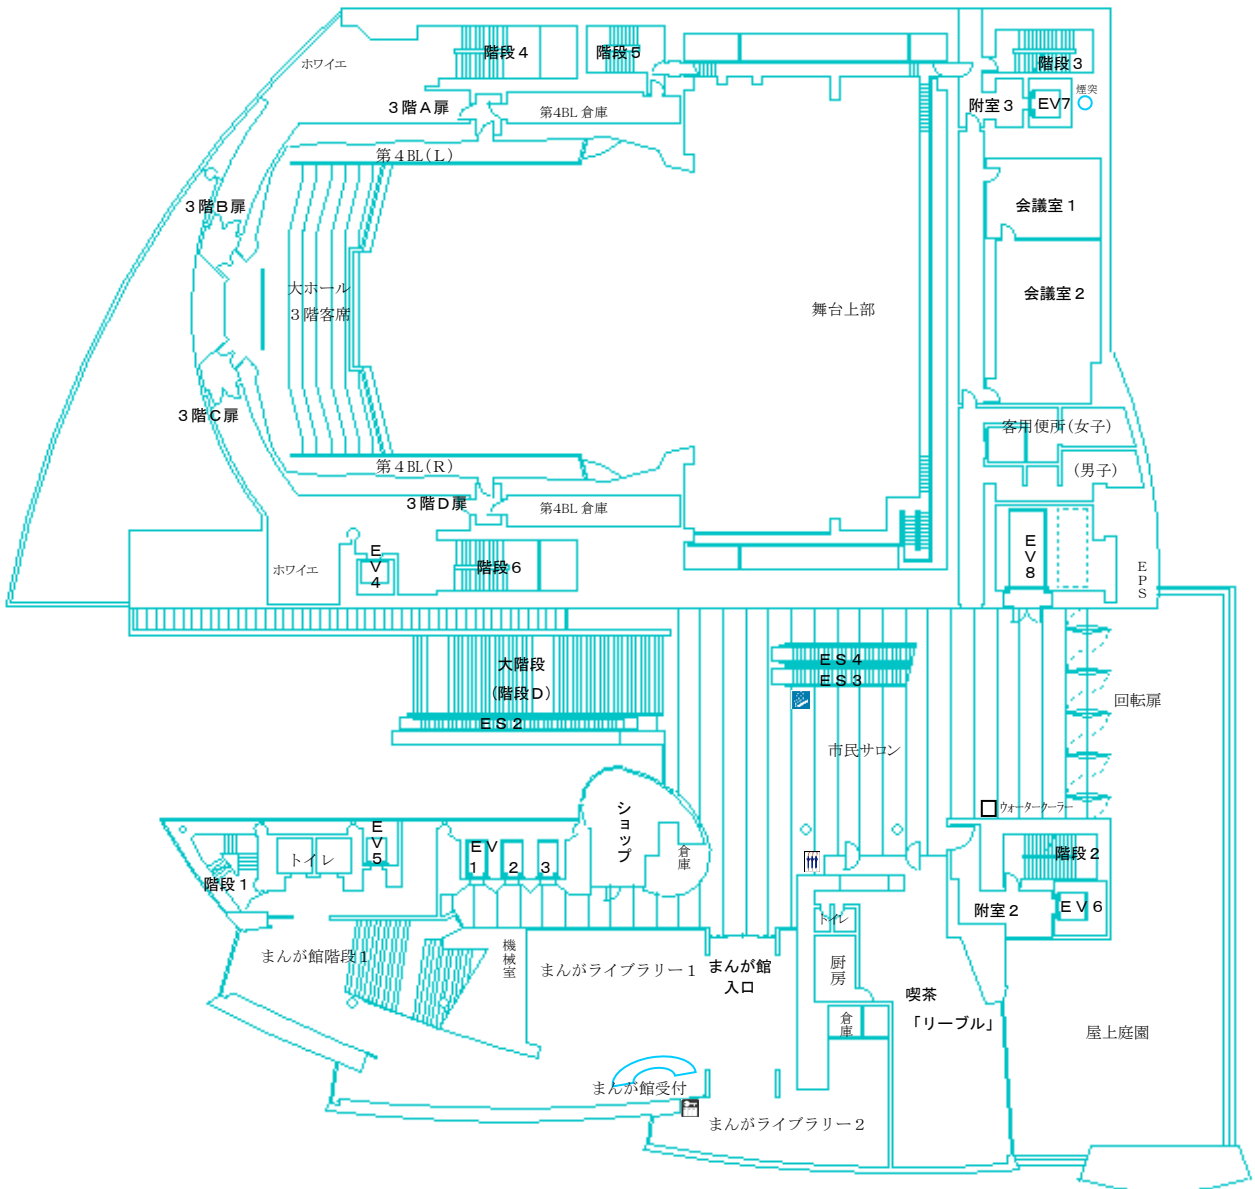 階段４
階段５
階段３
ホワイエ
煙突
ＥＶ７
３階Ａ扉
第4BL 倉庫
附室３
第４BL(Ｌ)
３階Ｂ扉
会議室１
大ホール
３階客席
会議室２
舞台上部
３階Ｃ扉
客用便所(女子)
第４BL(Ｒ)
(男子)
３階Ｄ扉
第4BL 倉庫
ＥＶ８
ＥＶ４
ホワイエ
階段６
ＥＰＳ
大階段
(階段Ｄ)
ＥＳ４
ＥＳ３
ＥＳ２
回転扉
市民サロン
ショップ
ウォータークーラー
ＥＶ５
トイレ
ＥＶ
１
２
３
倉庫
階段２
階段１
附室２
ＥＶ６
トイレ
まんが館階段１
機械室
まんがライブラリー１
まんが館
入口
厨房
喫茶
「リーブル」
倉庫
屋上庭園
まんが館受付
まんがライブラリー２